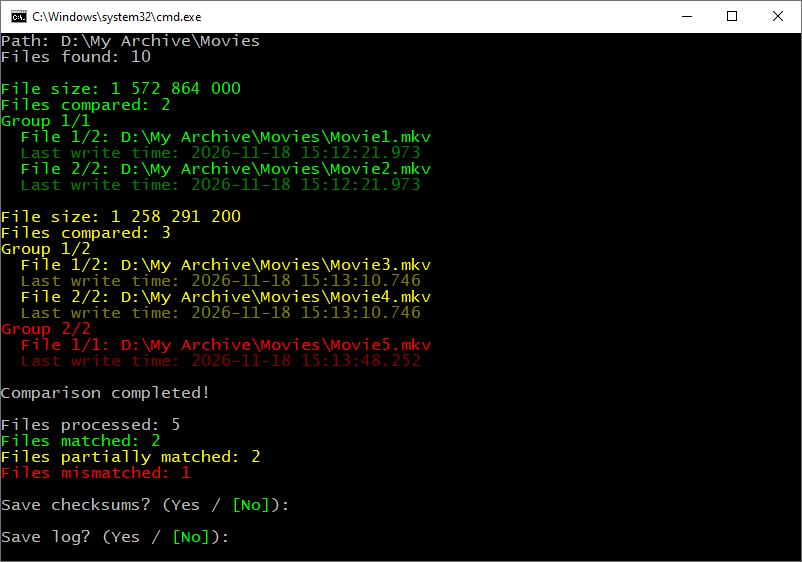 C:\Windows\system32\cmd.exe
Path: D:\My Archive\Movies
Files found: 10
File size: 1 572 864 000
Files compared: 2
Group 1/1
File 1/2: D:\My Archive\Movies\Movie1.mkv
Last write time: 2026-11-18 15:12:21.973
File 2/2: D:\My Archive\Movies\Movie2.mkv
Last write time: 2026-11-18 15:12:21.973
File size: 1 258 291 200
Files compared: 3
Group 1/2
File 1/2: D:\My Archive\Movies\Movie3.mkv
Last write time: 2026-11-18 15:13:10.746
File 2/2: D:\My Archive\Movies\Movie4.mkv
Last write time: 2026-11-18 15:13:10.746
Group 2/2
File 1/1: D:\My Archive\Movies\Movie5.mkv
Last write time: 2026-11-18 15:13:48.252
Comparison completed!
Files processed: 5
Files matched: 2
Files partially matched: 2
Files mismatched: 1
Save checksums? (Yes / [No]):
Save log? (Yes / [No]):